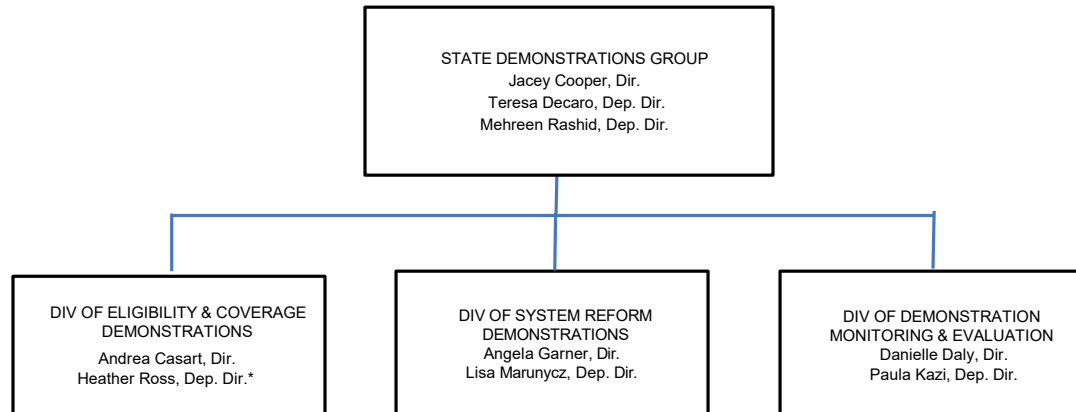 STATE DEMONSTRATIONS GROUP
Jacey Cooper, Dir.
Teresa Decaro, Dep. Dir.
Mehreen Rashid, Dep. Dir.
DIV OF ELIGIBILITY & COVERAGE
DEMONSTRATIONS
Andrea Casart, Dir.
Heather Ross, Dep. Dir.*
DIV OF SYSTEM REFORM
DEMONSTRATIONS
Angela Garner, Dir.
Lisa Marunycz, Dep. Dir.
DIV OF DEMONSTRATION
MONITORING & EVALUATION
Danielle Daly, Dir.
Paula Kazi, Dep. Dir.